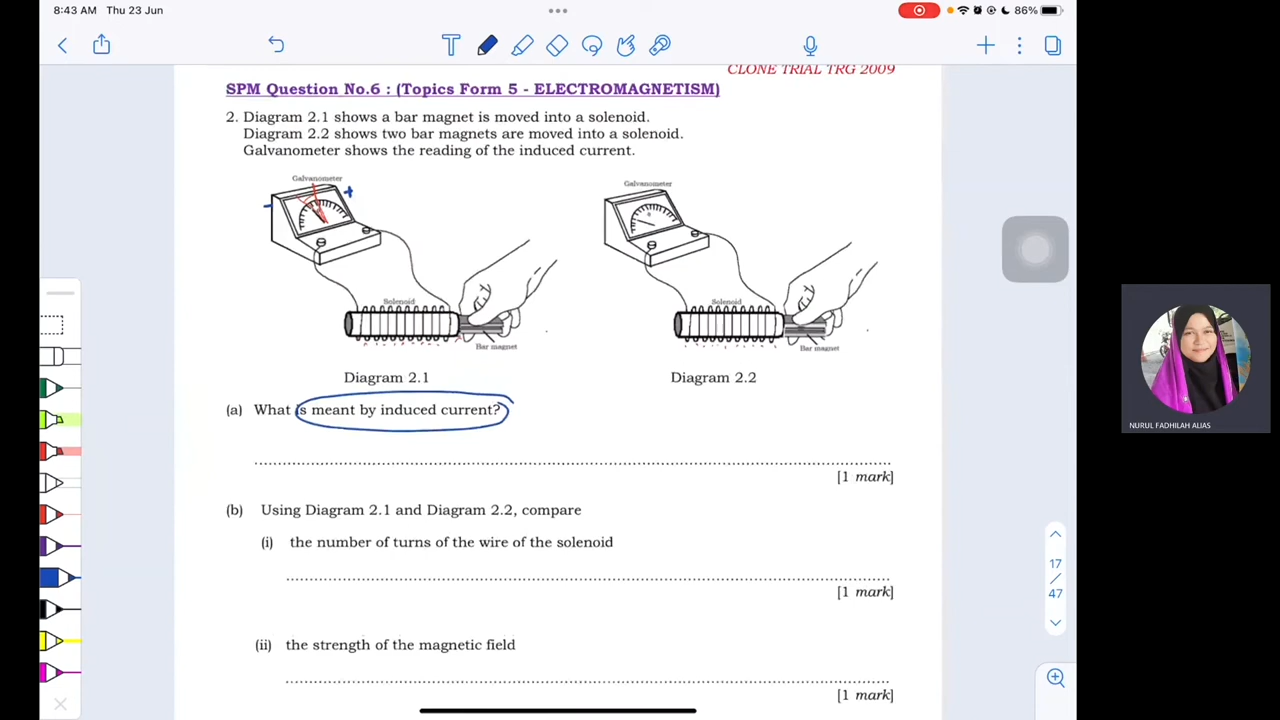 8:43 AM Thu 23 Jun
86%
CLONE TRIAL TRG 2009
SPM Question No.6 : (Topics Form 5 - ELECTROMAGNETISM)
2. Diagram 2.1 shows a bar magnet is moved into a solenoid.
Diagram 2.2 shows two bar magnets are moved into a solenoid.
Galvanometer shows the reading of the induced current.
Galvanometer
Galvanometer
- +
Solenoid
Solenoid
Bar magnet
Bar magnet
Diagram 2.1
Diagram 2.2
(a) What is meant by induced current?
[1 mark]
(b) Using Diagram 2.1 and Diagram 2.2, compare
(i) the number of turns of the wire of the solenoid
[1 mark]
(ii) the strength of the magnetic field
[1 mark]
17
/
47
NURUL FADHILAH ALIAS